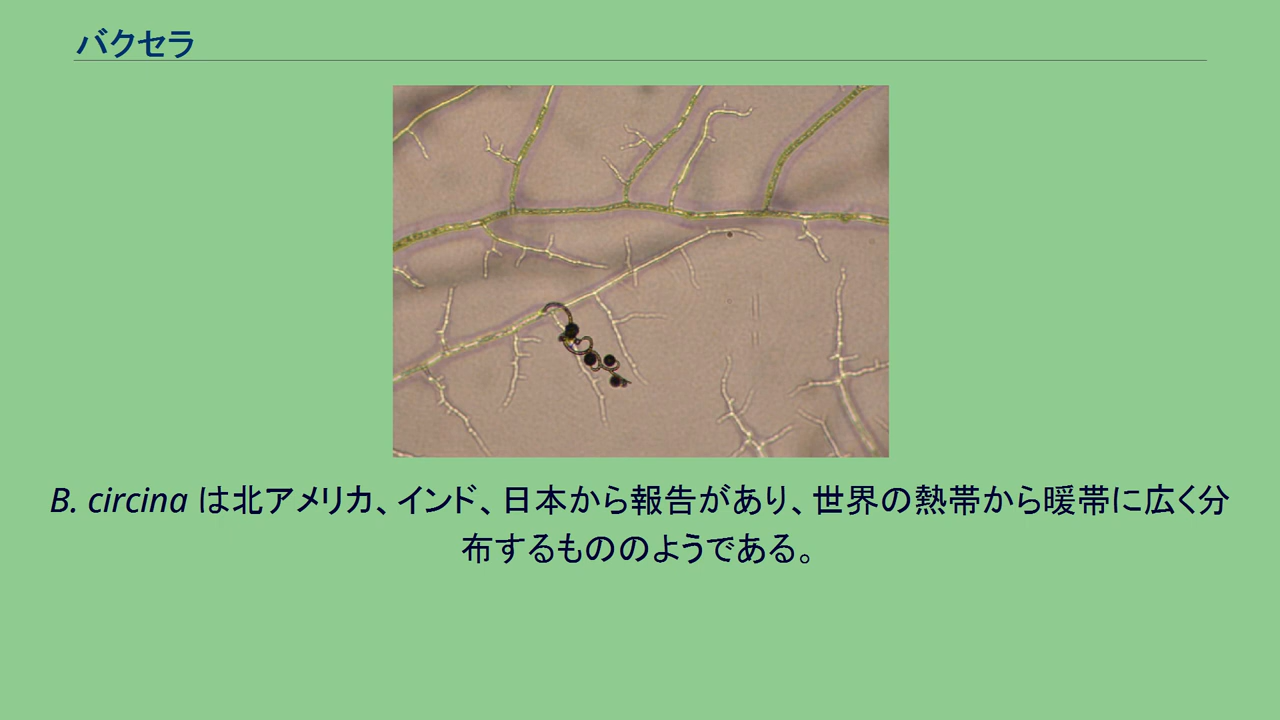 バクセラ
B. circina は北アメリカ、インド、日本から報告があり、世界の熱帯から暖帯に広く分
布するもののようである。